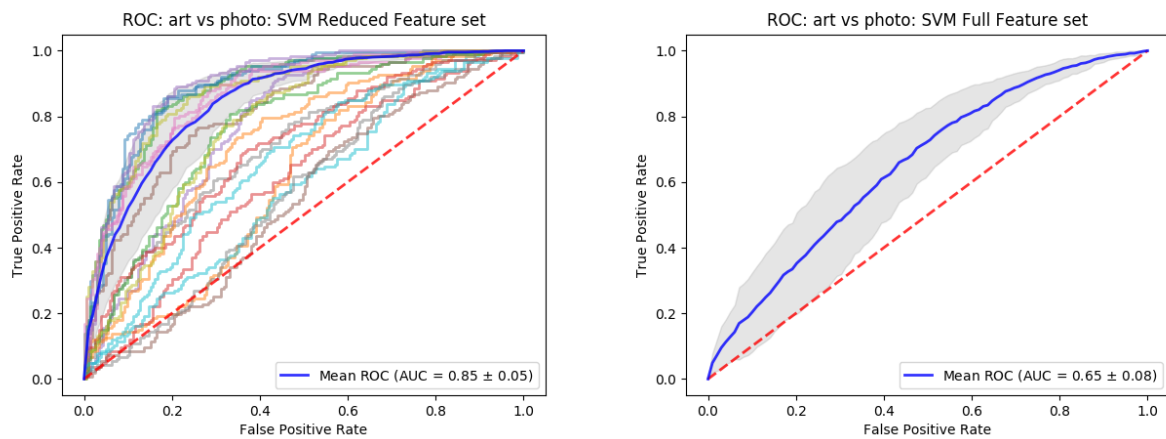 ROC: art vs photo: SVM Reduced Feature set
True Positive Rate
1.0
0.8
0.6
0.4
0.2
0.0
Mean ROC (AUC = 0.85 ± 0.05)
0.0 0.2 0.4 0.6 0.8 1.0
False Positive Rate
ROC: art vs photo: SVM Full Feature set
True Positive Rate
1.0
0.8
0.6
0.4
0.2
0.0
Mean ROC (AUC = 0.65 ± 0.08)
0.0 0.2 0.4 0.6 0.8 1.0
False Positive Rate